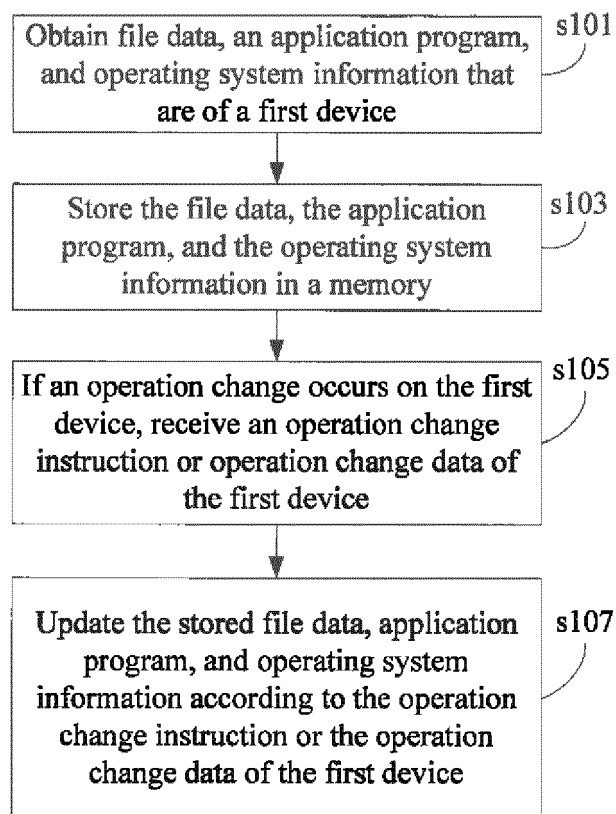 Obtain file data, an application program,
and operating system information that
are of a first device
s101
Store the file data, the application
program, and the operating system
information in a memory
s103
If an operation change occurs on the first
device, receive an operation change
instruction or operation change data of
the first device
s105
Update the stored file data, application
program, and operating system
information according to the operation
change instruction or the operation
change data of the first device
s107